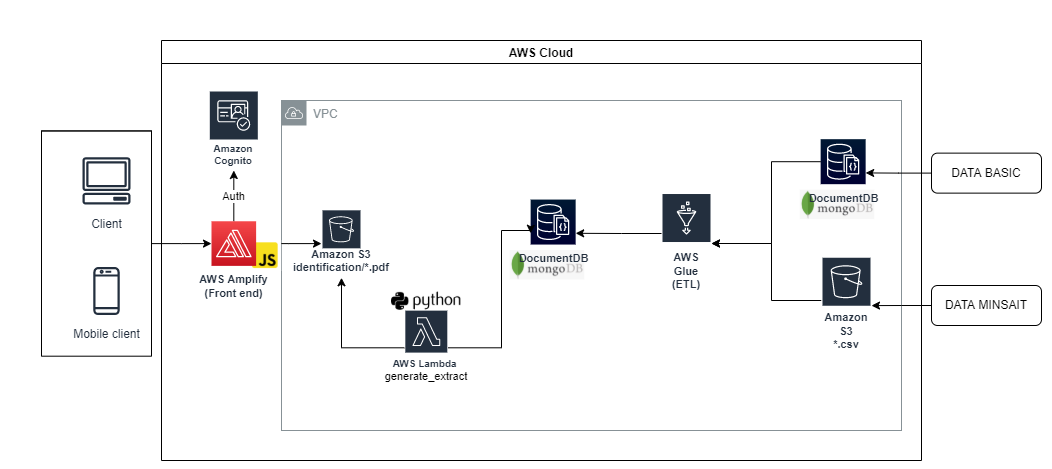 AWS Cloud
VPC
Amazon
Cognito
Auth
Client
Mobile client
JS
AWS Amplify
(Front end)
Amazon S3
identification/*.pdf
python
AWS Lambda
generate_extract
DocumentDB
mongoDB
AWS
Glue
(ETL)
DocumentDB
mongoDB
Amazon
S3
*.csv
DATA BASIC
DATA MINSAIT